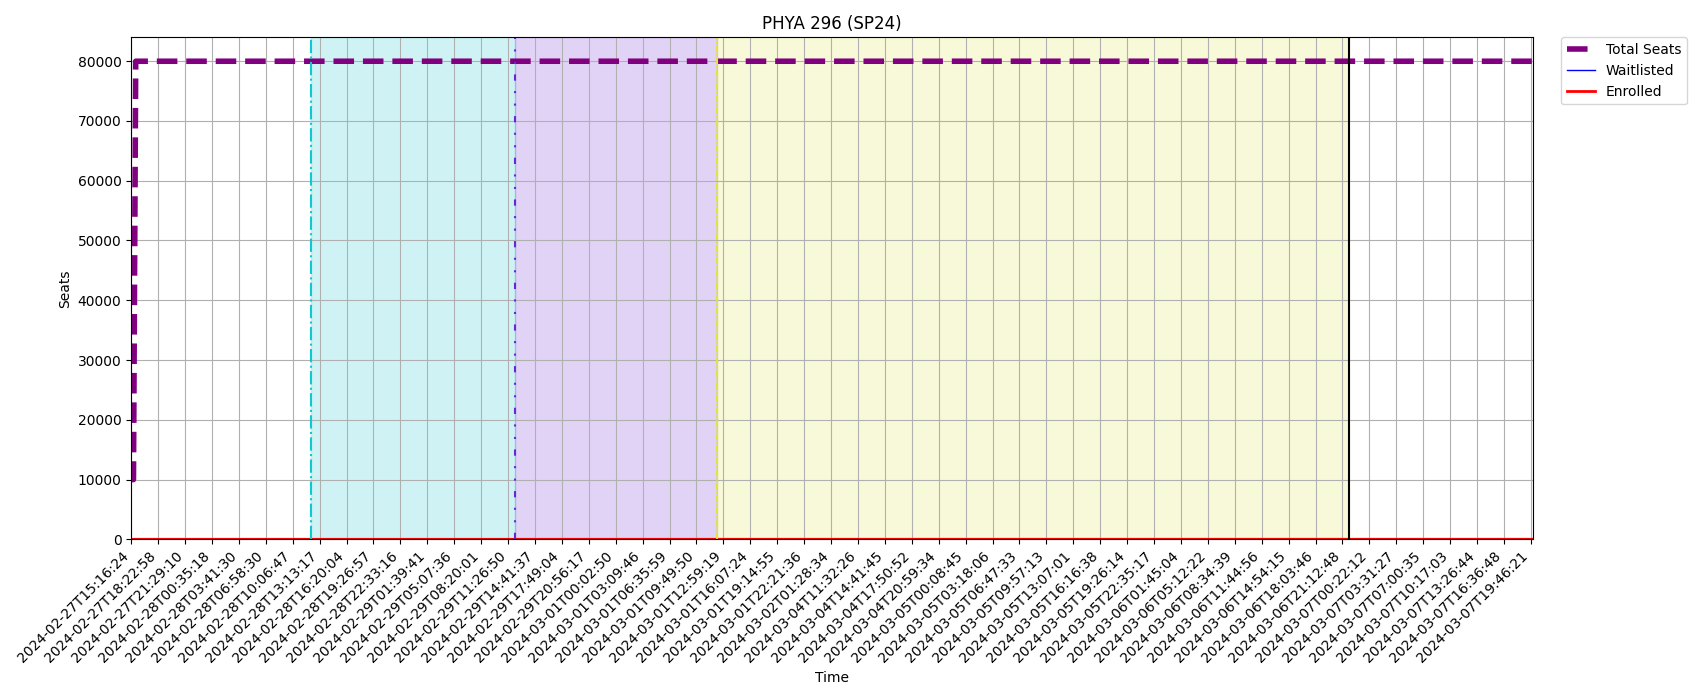 PHYA 296 (SP24)
Total Seats
Waitlisted
Enrolled
80000
70000
60000
50000
40000
30000
20000
10000
0
Seats
2024-02-27T15:16:24
2024-02-27T18:22:58
2024-02-27T21:29:10
2024-02-28T00:35:18
2024-02-28T03:41:30
2024-02-28T06:58:30
2024-02-28T10:06:47
2024-02-28T13:13:17
2024-02-28T16:20:04
2024-02-28T19:26:57
2024-02-28T22:33:16
2024-02-29T01:39:41
2024-02-29T05:07:36
2024-02-29T08:20:01
2024-02-29T11:26:50
2024-02-29T14:41:37
2024-02-29T17:49:04
2024-02-29T20:56:17
2024-03-01T00:02:50
2024-03-01T03:09:46
2024-03-01T06:35:59
2024-03-01T09:49:50
2024-03-01T12:59:19
2024-03-01T16:07:24
2024-03-01T19:14:55
2024-03-01T22:21:36
2024-03-02T01:28:34
2024-03-04T11:32:26
2024-03-04T14:41:45
2024-03-04T17:50:52
2024-03-04T20:59:34
2024-03-05T00:08:45
2024-03-05T03:18:06
2024-03-05T06:47:33
2024-03-05T09:57:13
2024-03-05T13:07:01
2024-03-05T16:16:38
2024-03-05T19:26:14
2024-03-05T22:35:17
2024-03-06T01:45:04
2024-03-06T05:12:22
2024-03-06T08:34:39
2024-03-06T11:44:56
2024-03-06T14:54:15
2024-03-06T18:03:46
2024-03-06T21:12:48
2024-03-07T00:22:12
2024-03-07T03:31:27
2024-03-07T07:00:35
2024-03-07T10:17:03
2024-03-07T13:26:44
2024-03-07T16:36:48
2024-03-07T19:46:21
Time